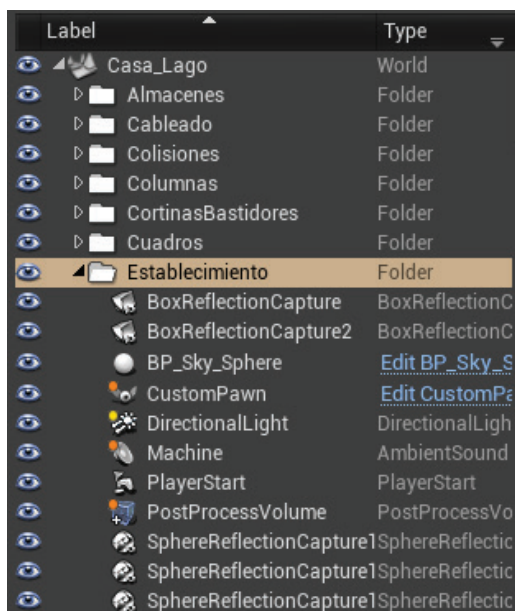 Label Type
Casa_Lago World
Almacenes Folder
Cableado Folder
Colisiones Folder
Columnas Folder
CortinasBastidores Folder
Cuadros Folder
Establecimiento Folder
BoxReflectionCapture BoxReflectionC
BoxReflectionCapture2 BoxReflectionC
BP_Sky_Sphere Edit BP_Sky_S
CustomPawn Edit CustomPa
DirectionalLight DirectionalLigh
Machine AmbientSound
PlayerStart PlayerStart
PostProcessVolume PostProcessVo
SphereReflectionCapture1 SphereReflectic
SphereReflectionCapture1 SphereReflectic
SphereReflectionCapture1 SphereReflectic